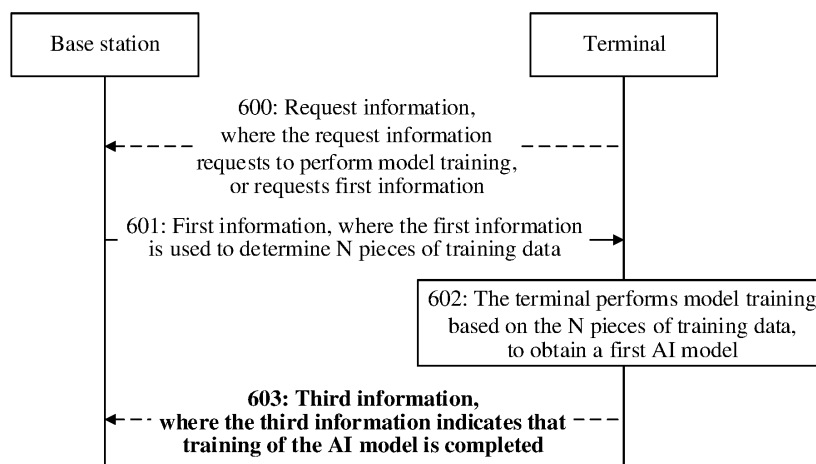 Base station
Terminal
600: Request information,
where the request information
requests to perform model training,
or requests first information
601: First information, where the first information
is used to determine N pieces of training data
602: The terminal performs model training
based on the N pieces of training data,
to obtain a first AI model
603: Third information,
where the third information indicates that
training of the AI model is completed